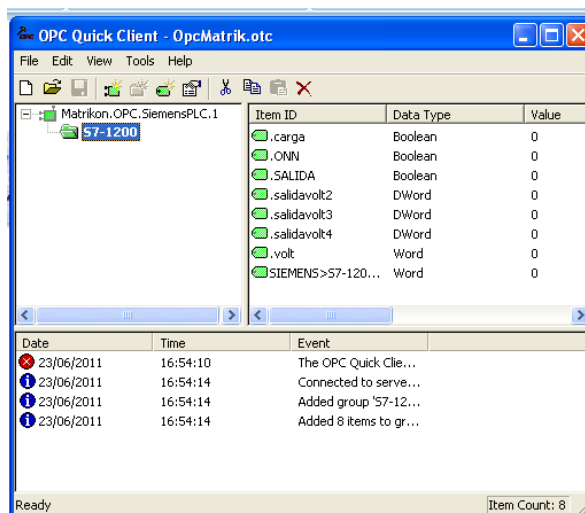 OPC Quick Client - OpcMatrik.otc
File Edit View Tools Help
Matrikon.OPC.SiemensPLC.1
S7-1200
Item ID Data Type Value
.carga Boolean 0
.ONN Boolean 0
.SALIDA Boolean 0
.salidavolt2 DWord 0
.salidavolt3 DWord 0
.salidavolt4 DWord 0
.volt Word 0
SIEMENS>S7-120... Word 0
Date Time Event
23/06/2011 16:54:10 The OPC Quick Clie...
23/06/2011 16:54:14 Connected to serve...
23/06/2011 16:54:14 Added group 'S7-12...
23/06/2011 16:54:14 Added 8 items to gr...
Ready Item Count: 8